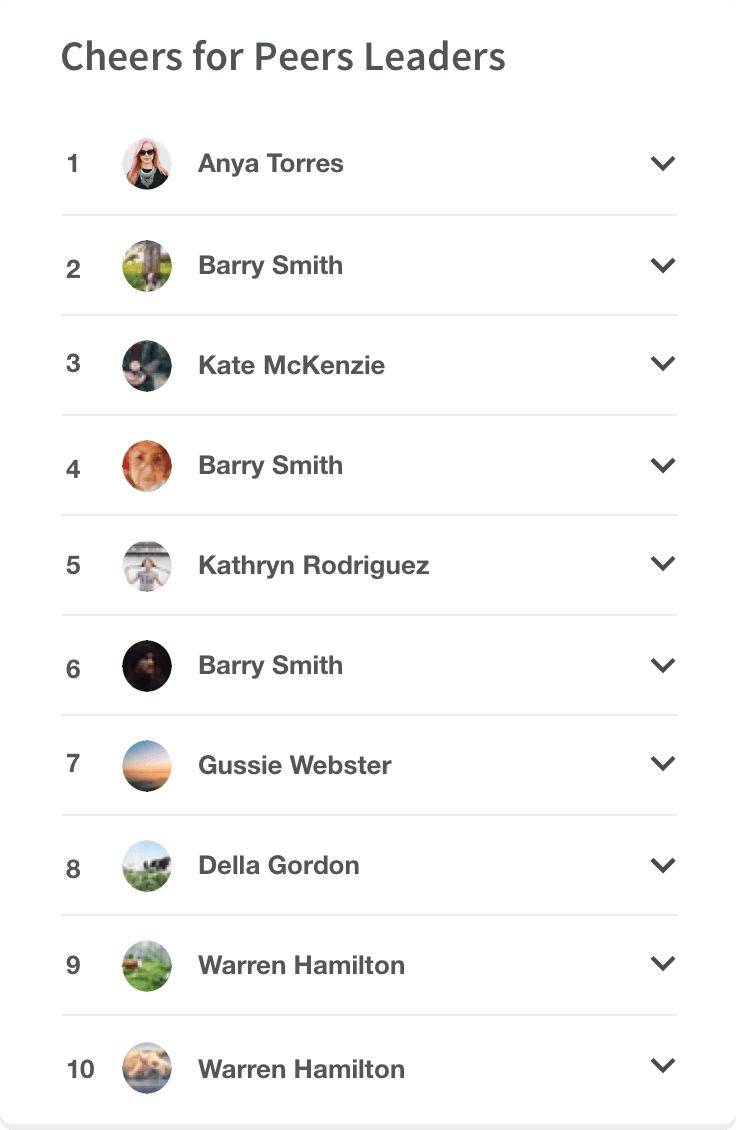 Cheers for Peers Leaders
1 Anya Torres
2 Barry Smith
3 Kate McKenzie
4 Barry Smith
5 Kathryn Rodriguez
6 Barry Smith
7 Gussie Webster
8 Della Gordon
9 Warren Hamilton
10 Warren Hamilton